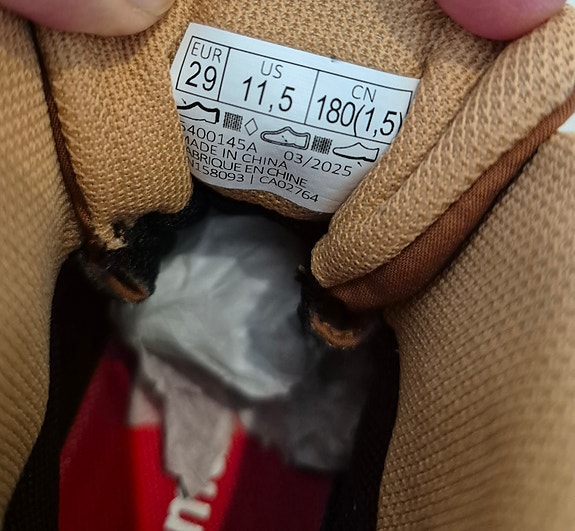 EUR US CN
29 11,5 180(1,5)
5400145A 03/2025
MADE IN CHINA
FABRIQUE EN CHINE
158093 | CA02764
m